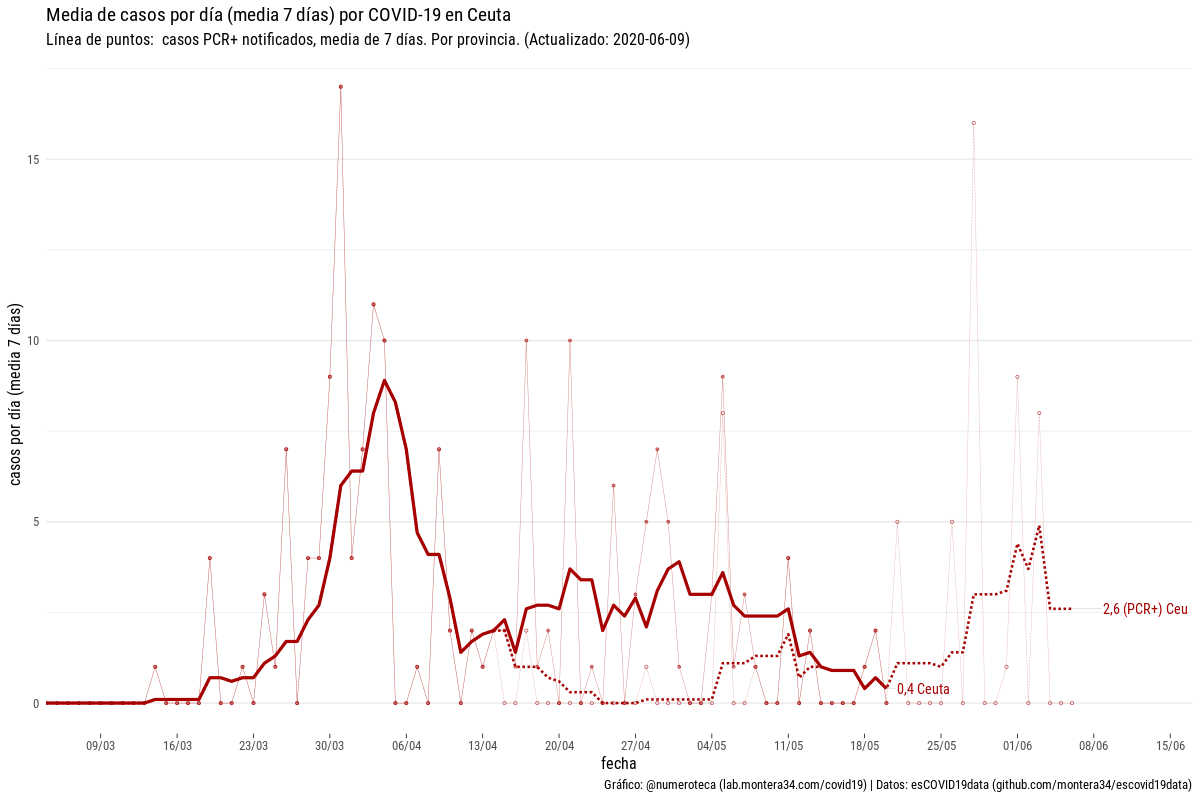 Media de casos por día (media 7 días) por COVID-19 en Ceuta
Línea de puntos:  casos PCR+ notificados, media de 7 días. Por provincia. (Actualizado: 2020-06-09)
casos por día (media 7 días)
15
10
5
0
2,6 (PCR+) Ceu
0,4 Ceuta
09/03 16/03 23/03 30/03 06/04 13/04 20/04 27/04 04/05 11/05 18/05 25/05 01/06 08/06 15/06
fecha
Gráfico: @numeroteca (lab.montera34.com/covid19) | Datos: esCOVID19data (github.com/montera34/escovid19data)